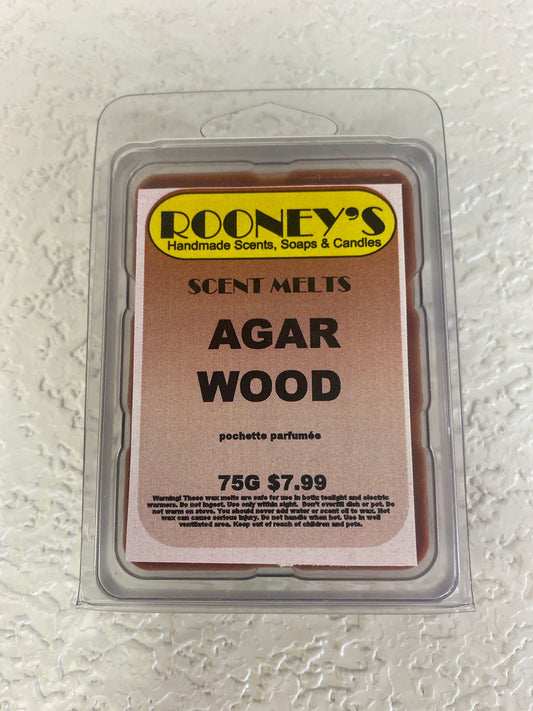 ROONEY'S
Handmade Scents, Soaps & Candles
SCENT MELTS
AGAR
WOOD
pochette parfumée
75G $7.99
Warning! These wax melts are safe for use in both: tealight and electric
warmers. Do not ingest. Use only within sight. Don't overfill dish or pot. Do
not warm on stove. You should never add water or scent oil to wax. Hot
wax can cause serious injury. Do not handle when hot. Use in well
ventilated area. Keep out of reach of children and pets.